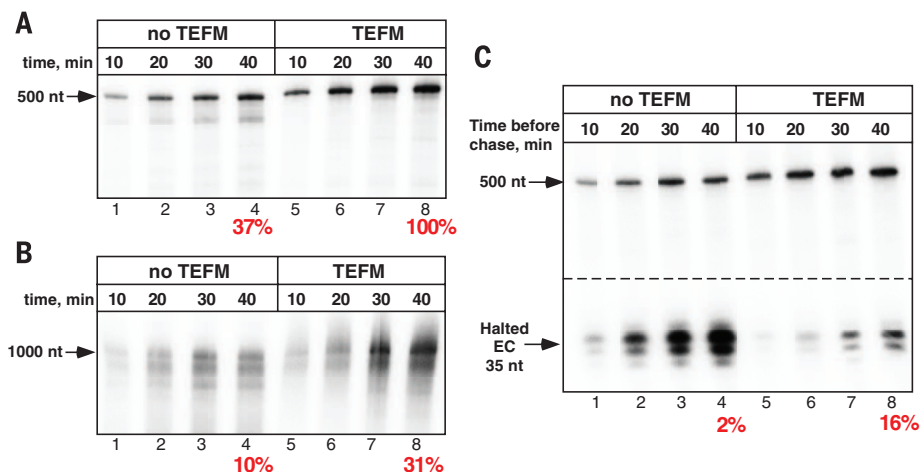 A
no TEFM TEFM
time, min 10 20 30 40 10 20 30 40
500 nt
1 2 3 4 5 6 7 8
37% 100%
B
no TEFM TEFM
time, min 10 20 30 40 10 20 30 40
1000 nt
1 2 3 4 5 6 7 8
10% 31%
C
no TEFM TEFM
Time before
chase, min
10 20 30 40 10 20 30 40
500 nt
Halted
EC
35 nt
1 2 3 4 5 6 7 8
2% 16%